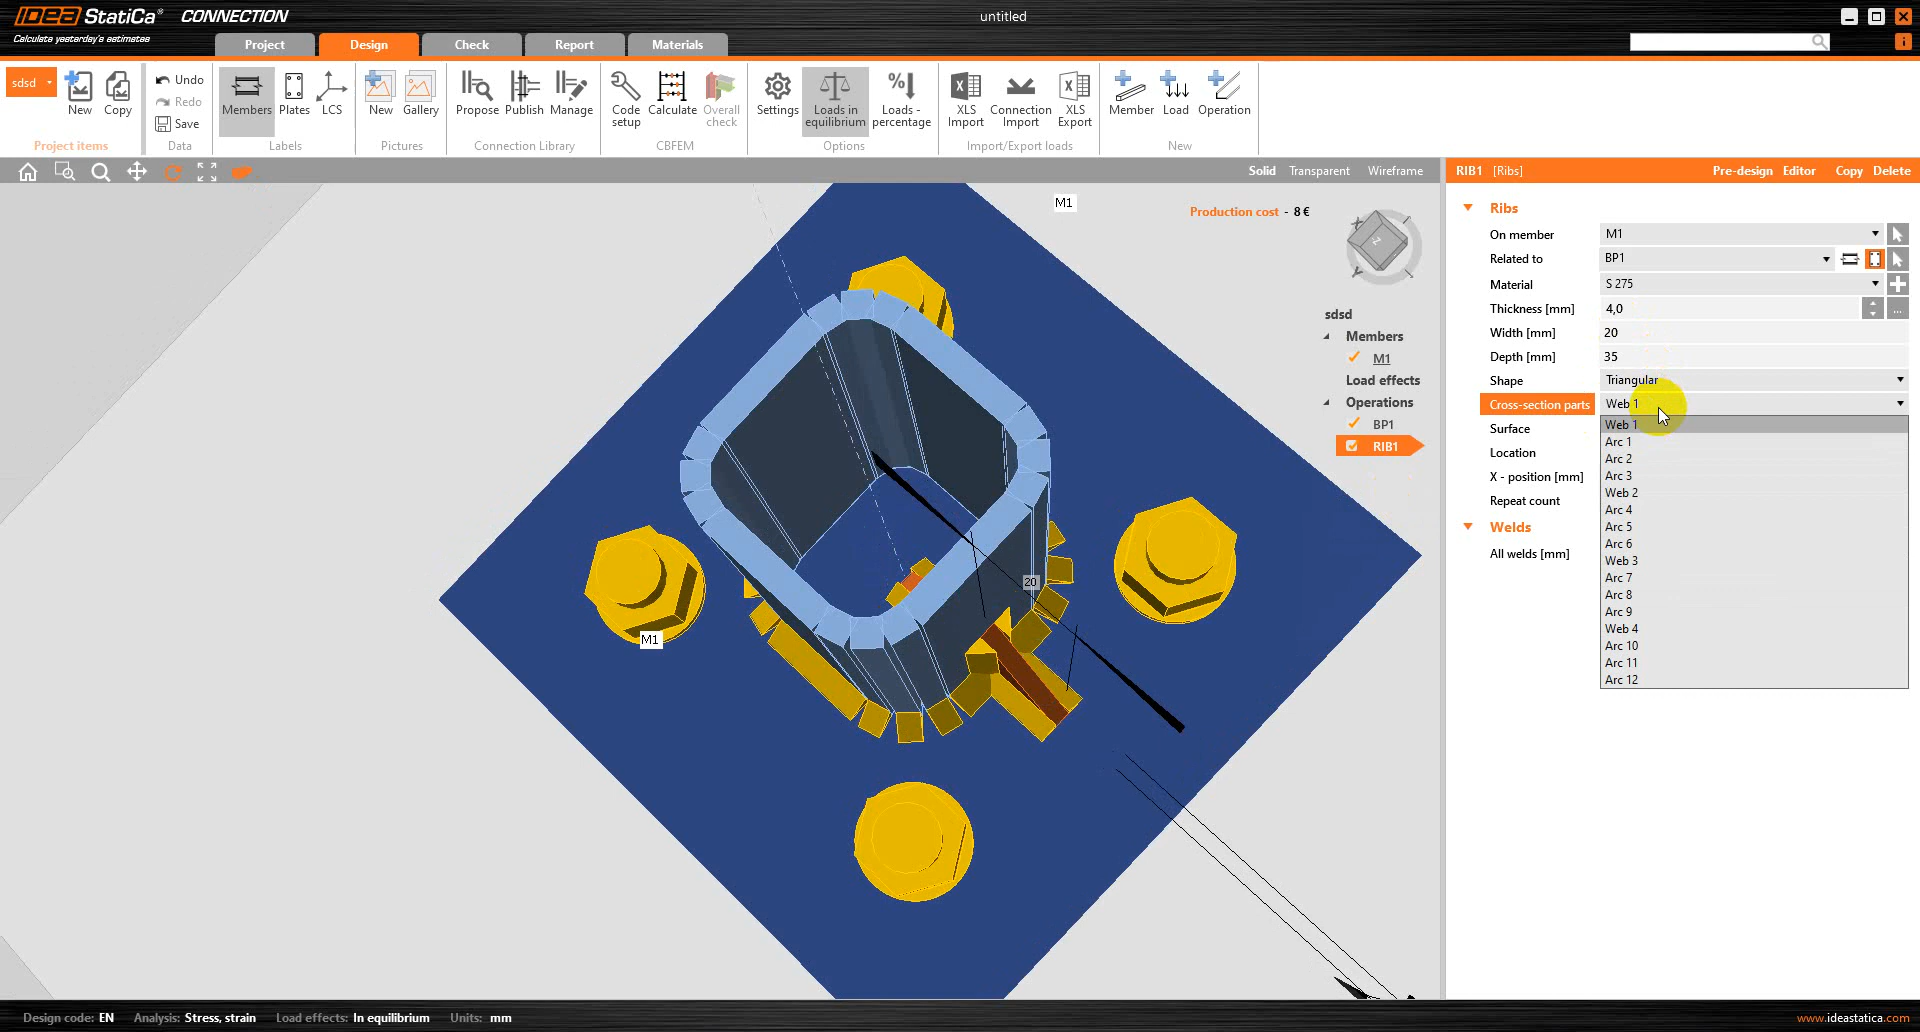 IDEA StatiCa® CONNECTION
Calculate yesterday's estimates
untitled
Project
Design
Check
Report
Materials
sdsd
New
Copy
Undo
Redo
Save
Members
Plates
LCS
New
Gallery
Propose
Publish
Manage
Code setup
Calculate
Overall check
Settings
Loads in equilibrium
Loads - percentage
XLS Import
Connection Import
XLS Export
Member
Load
Operation
Project items
Data
Labels
Pictures
Connection Library
CBFEM
Options
Import/Export loads
New
Solid
Transparent
Wireframe
RIB1 [Ribs]
Pre-design
Editor
Copy
Delete
M1
Production cost - 8 €
sdsd
Members
M1
Load effects
Operations
BP1
RIB1
20
M1
Ribs
On member M1
Related to BP1
Material S 275
Thickness [mm] 4,0
Width [mm] 20
Depth [mm] 35
Shape Triangular
Cross-section parts Web 1
Surface
Location
X - position [mm]
Repeat count
Welds
All welds [mm]
Web 1
Arc 1
Arc 2
Arc 3
Web 2
Arc 4
Arc 5
Arc 6
Web 3
Arc 7
Arc 8
Arc 9
Web 4
Arc 10
Arc 11
Arc 12
Design code: EN
Analysis: Stress, strain
Load effects: In equilibrium
Units: mm
www.ideastatica.com